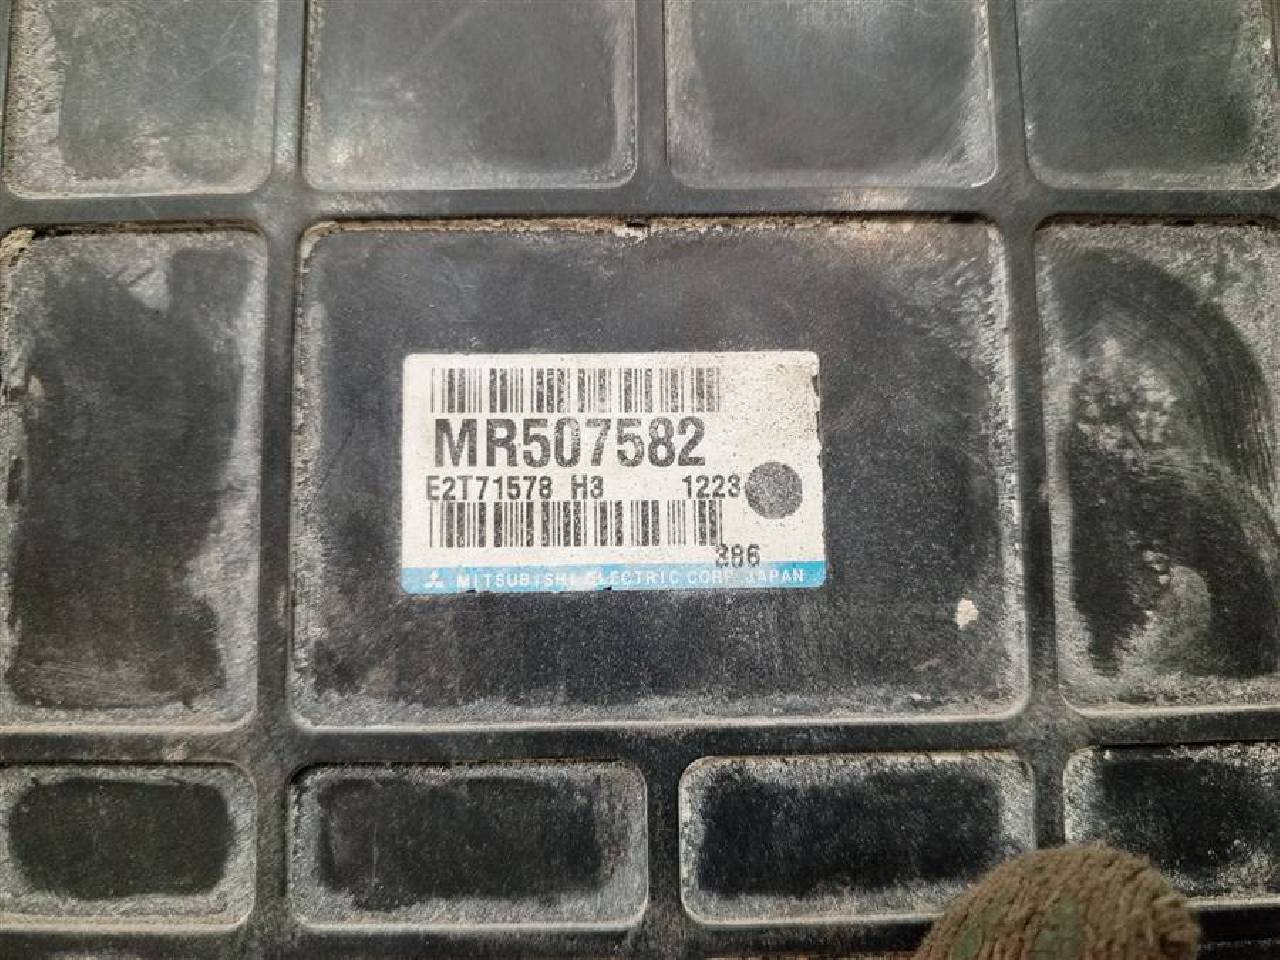 MR507582
E2T71578 H3 1223
386
MITSUBISHI ELECTRIC CORP. JAPAN